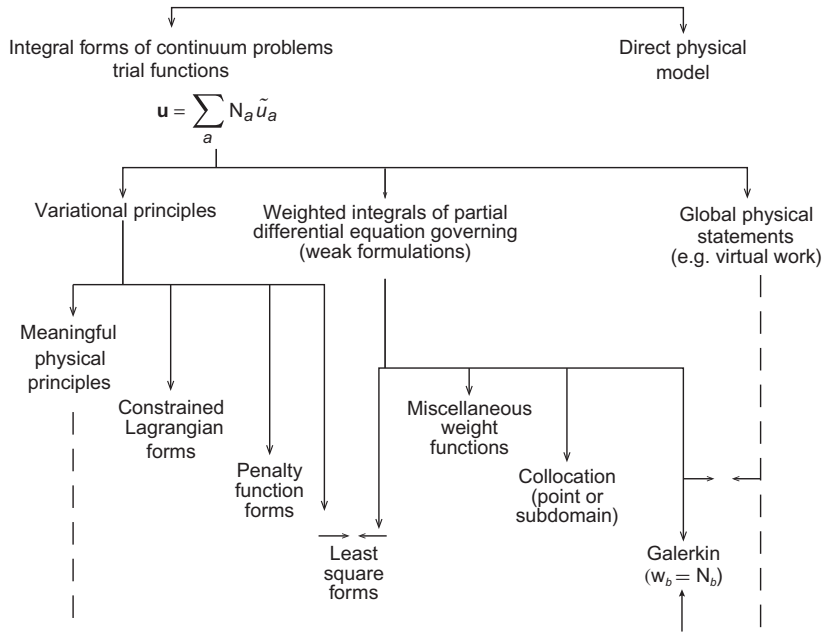 Integral forms of continuum problems
trial functions
u = ∑ N_a ũ_a
a
Direct physical
model
Variational principles
Weighted integrals of partial
differential equation governing
(weak formulations)
Global physical
statements
(e.g. virtual work)
Meaningful
physical
principles
Constrained
Lagrangian
forms
Penalty
function
forms
Least
square
forms
Miscellaneous
weight
functions
Collocation
(point or
subdomain)
Galerkin
(w_b = N_b)